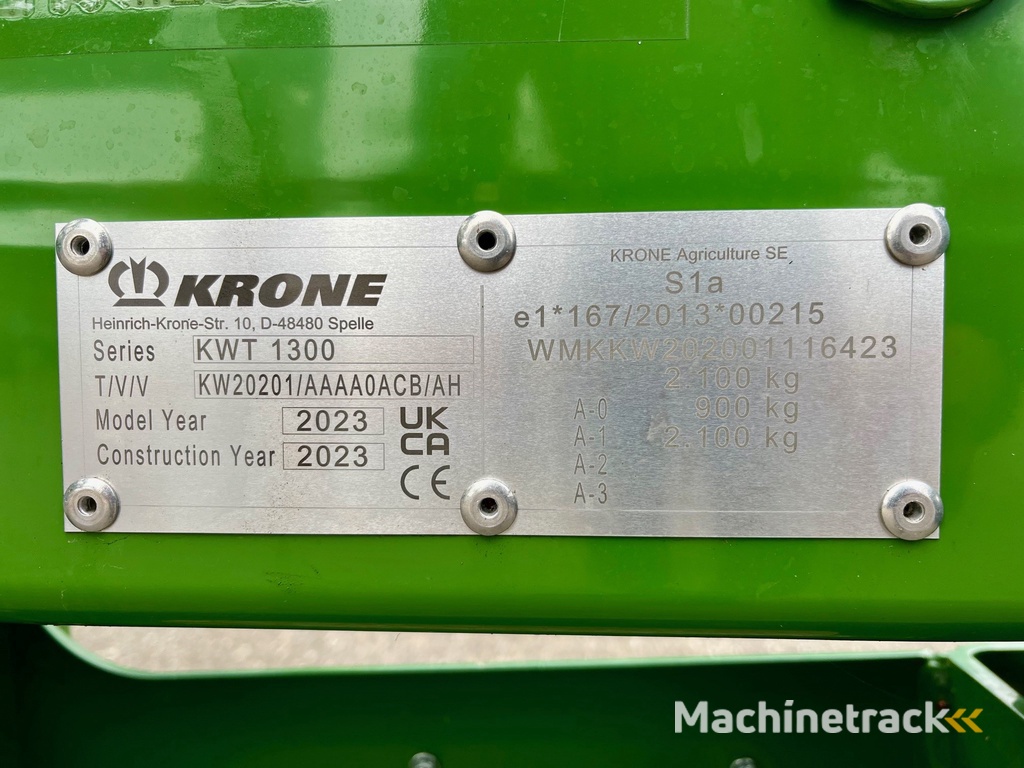 KRONE
Heinrich-Krone-Str. 10, D-48480 Spelle
Series KWT 1300
T/V/V KW20201/AAAA0ACB/AH
Model Year 2023
Construction Year 2023
UK
CA
CE
KRONE Agriculture SE
S1a
e1*167/2013*00215
WMKKW202001116423
2.100 kg
A-0 900 kg
A-1 2.100 kg
A-2
A-3
Machinetrack